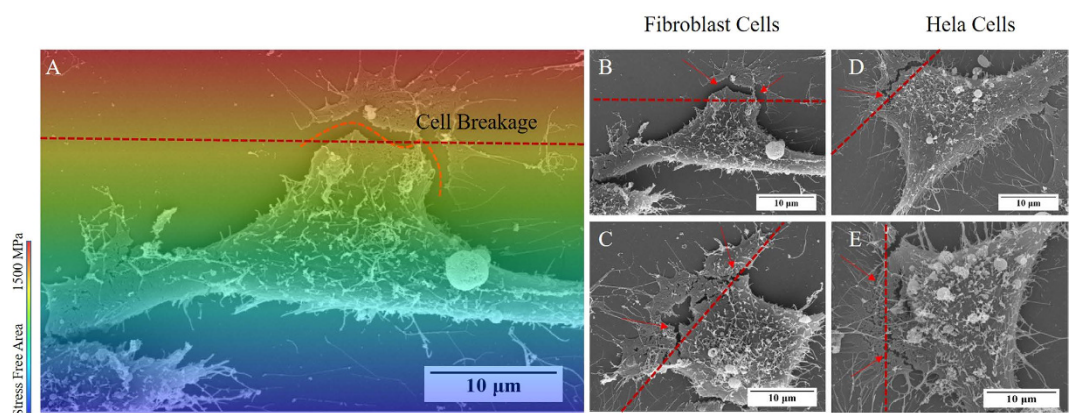 Fibroblast Cells
Hela Cells
A
Cell Breakage
1500 MPa
Stress Free Area
10 μm
B
10 μm
C
10 μm
D
10 μm
E
10 μm